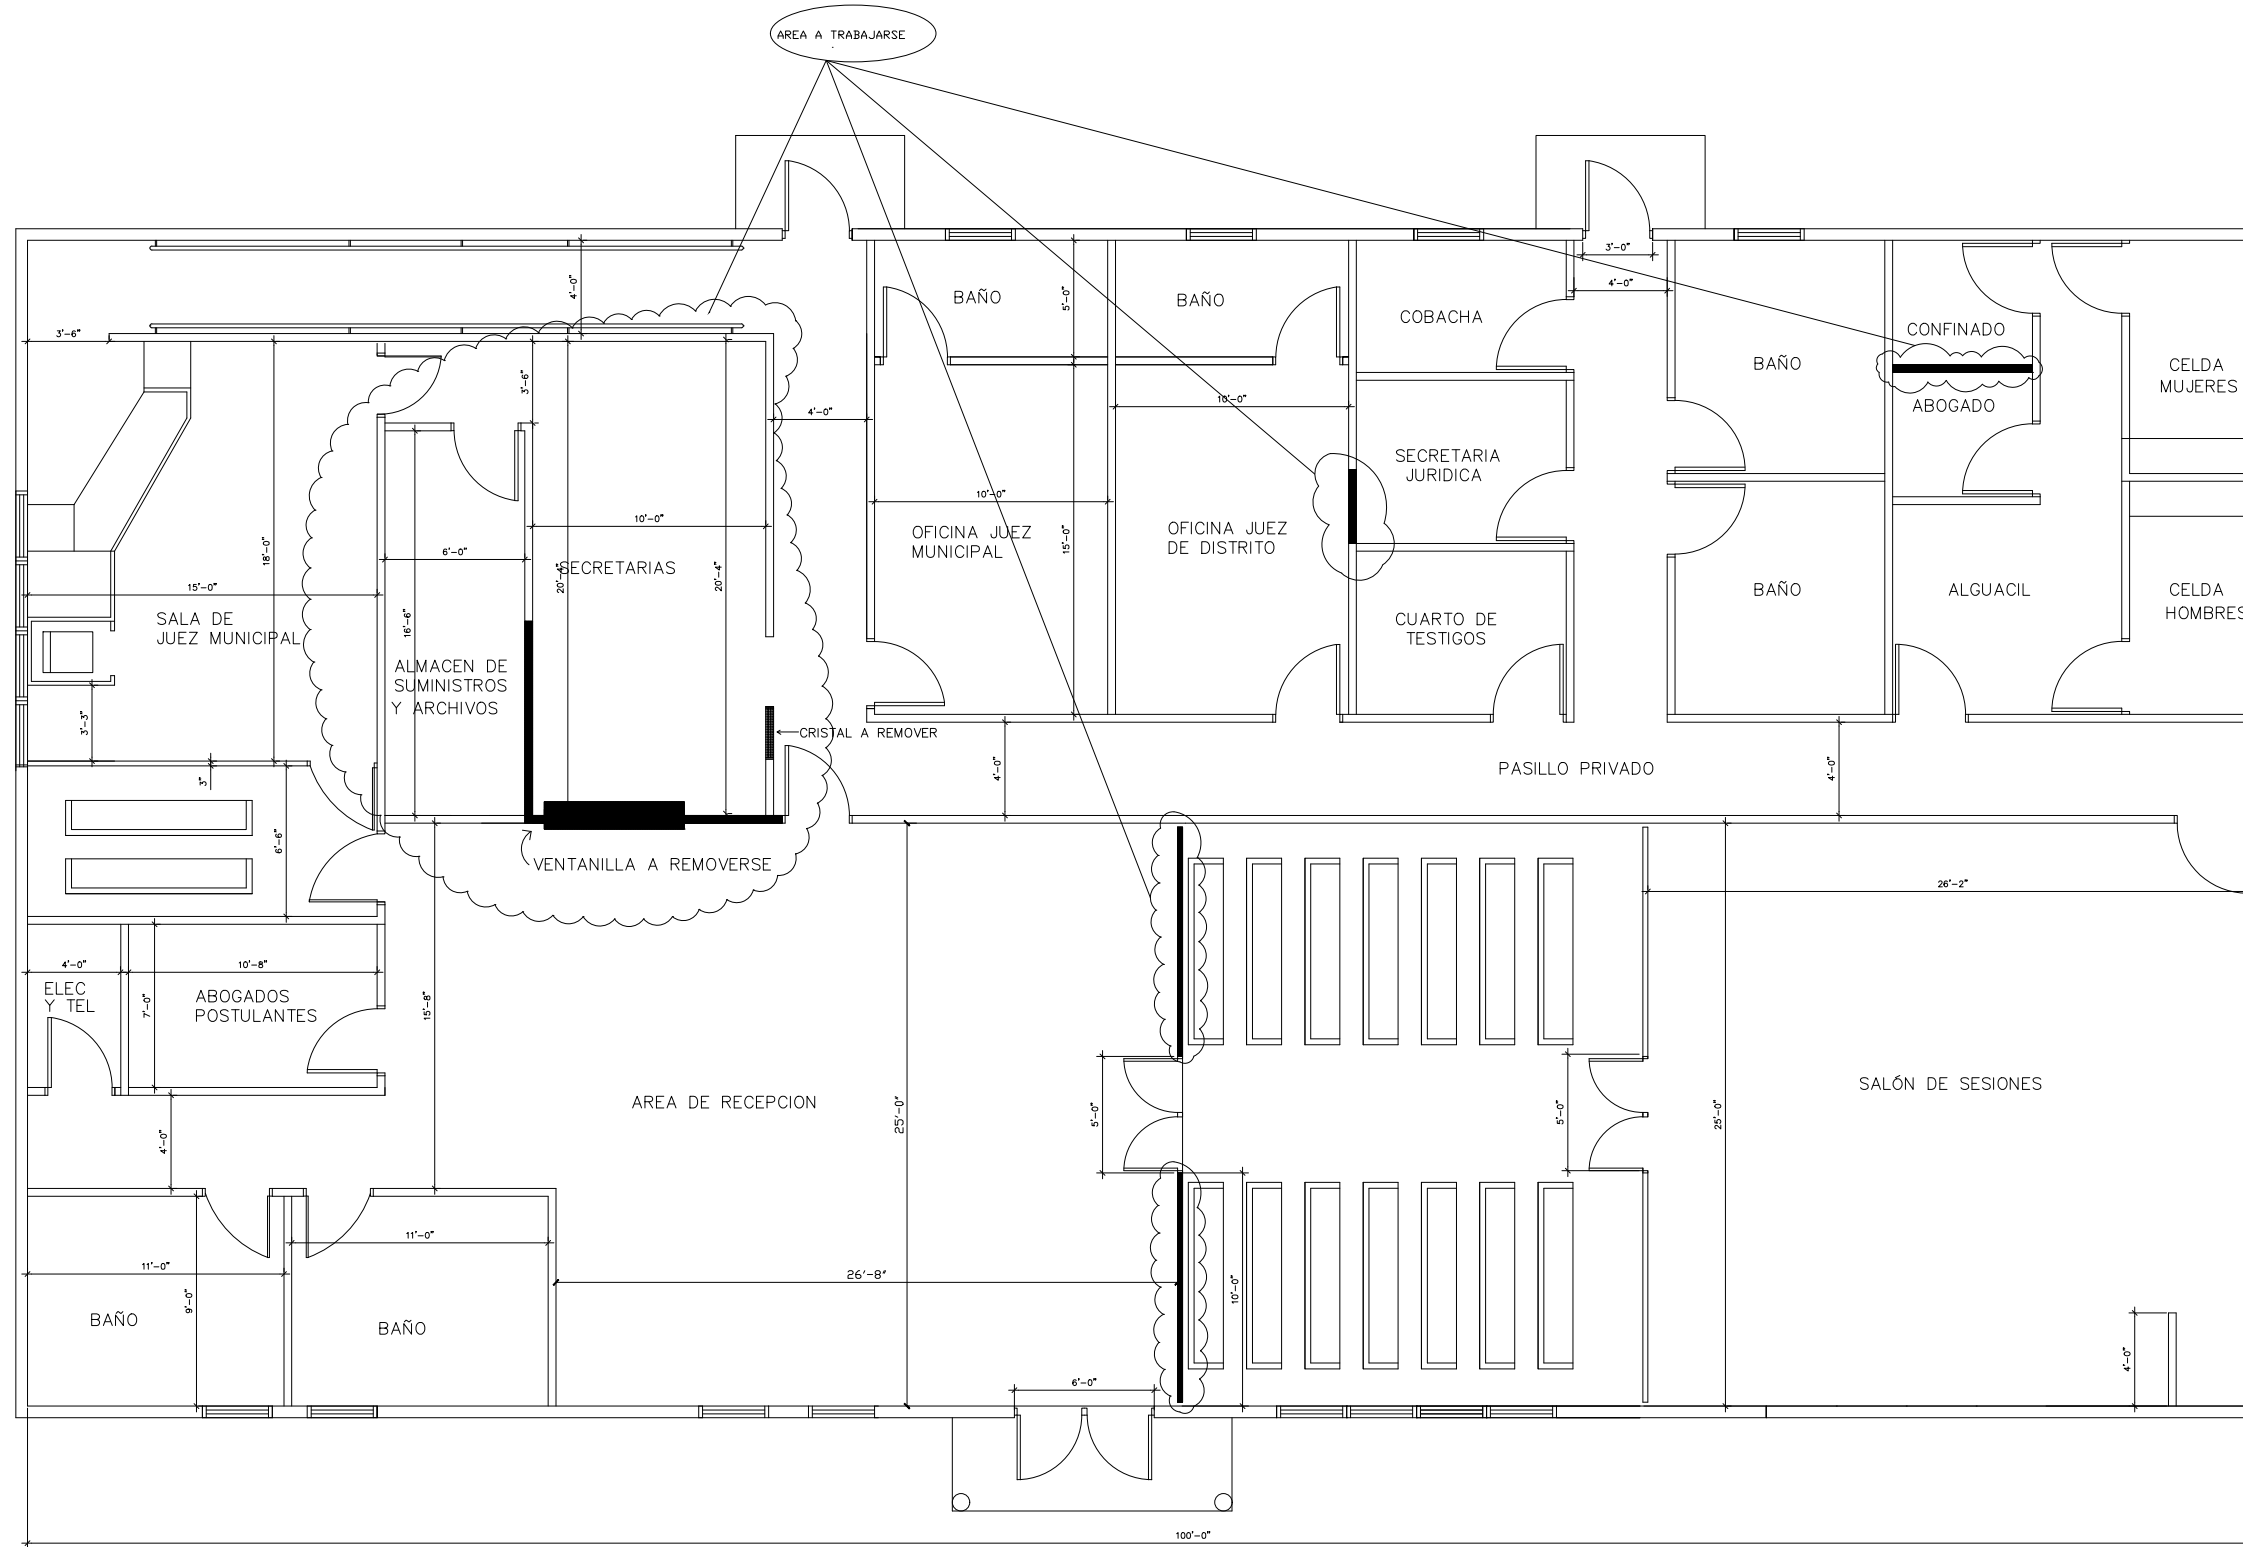 AREA A TRABAJARSE
3'-0"
4'-0"
4'-0"
5'-0"
BAÑO
BAÑO
COBACHA
CONFINADO
3'-6"
BAÑO
CELDA
MUJERES
3'-6"
10'-0"
ABOGADO
4'-0"
SECRETARIA
JURIDICA
10'-0"
10'-0"
OFICINA JUEZ
MUNICIPAL
OFICINA JUEZ
DE DISTRITO
15'-0"
18'-0"
6'-0"
SECRETARIAS
20'-4"
20'-4"
15'-0"
BAÑO
ALGUACIL
CELDA
HOMBRES
SALA DE
JUEZ MUNICIPAL
16'-6"
CUARTO DE
TESTIGOS
ALMACEN DE
SUMINISTROS
Y ARCHIVOS
3'-3"
CRISTAL A REMOVER
3"
4'-0"
PASILLO PRIVADO
4'-0"
6'-6"
VENTANILLA A REMOVERSE
26'-2"
4'-0"
10'-8"
ELEC
Y TEL
7'-0"
ABOGADOS
POSTULANTES
15'-8"
AREA DE RECEPCION
25'-0"
5'-0"
5'-0"
25'-0"
SALÓN DE SESIONES
4'-0"
11'-0"
11'-0"
26'-8"
9'-0"
10'-0"
BAÑO
BAÑO
4'-0"
6'-0"
100'-0"